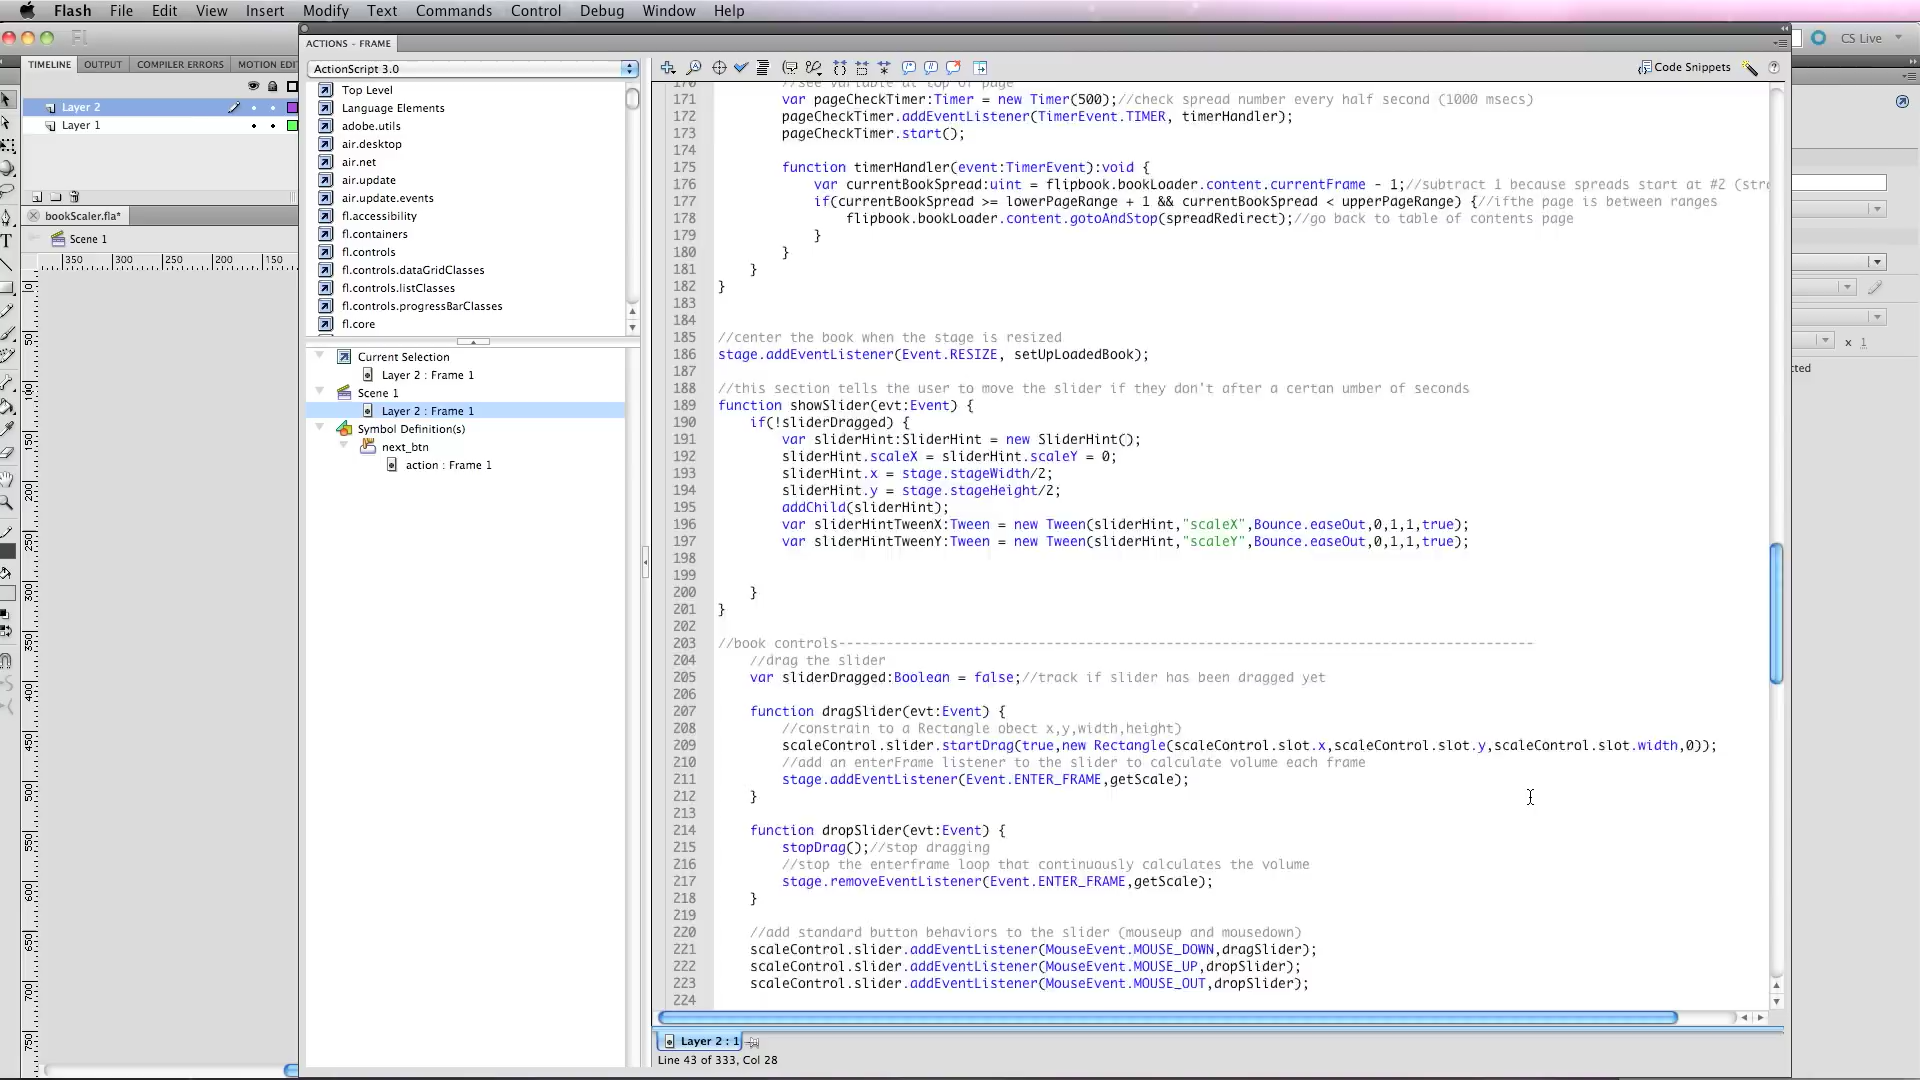 Flash File Edit View Insert Modify Text Commands Control Debug Window Help
ACTIONS - FRAME
CS Live
TIMELINE OUTPUT COMPILER ERRORS MOTION EDI
Layer 2
Layer 1
bookScaler.fla*
Scene 1
350 300 250 200 150
ActionScript 3.0
Top Level
Language Elements
adobe.utils
air.desktop
air.net
air.update
air.update.events
fl.accessibility
fl.containers
fl.controls
fl.controls.dataGridClasses
fl.controls.listClasses
fl.controls.progressBarClasses
fl.core
Current Selection
Layer 2 : Frame 1
Scene 1
Layer 2 : Frame 1
Symbol Definition(s)
next_btn
action : Frame 1
Code Snippets
170 //see variable at top of page
171 var pageCheckTimer:Timer = new Timer(500);//check spread number every half second (1000 msecs)
172 pageCheckTimer.addEventListener(TimerEvent.TIMER, timerHandler);
173 pageCheckTimer.start();
174
175 function timerHandler(event:TimerEvent):void {
176 var currentBookSpread:uint = flipbook.bookLoader.content.currentFrame - 1;//subtract 1 because spreads start at #2 (stro
177 if(currentBookSpread >= lowerPageRange + 1 && currentBookSpread < upperPageRange) {//ifthe page is between ranges
178 flipbook.bookLoader.content.gotoAndStop(spreadRedirect);//go back to table of contents page
179 }
180 }
181 }
182 }
183
184
185 //center the book when the stage is resized
186 stage.addEventListener(Event.RESIZE, setUpLoadedBook);
187
188 //this section tells the user to move the slider if they don't after a certan umber of seconds
189 function showSlider(evt:Event) {
190 if(!sliderDragged) {
191 var sliderHint:SliderHint = new SliderHint();
192 sliderHint.scaleX = sliderHint.scaleY = 0;
193 sliderHint.x = stage.stageWidth/2;
194 sliderHint.y = stage.stageHeight/2;
195 addChild(sliderHint);
196 var sliderHintTweenX:Tween = new Tween(sliderHint,"scaleX",Bounce.easeOut,0,1,1,true);
197 var sliderHintTweenY:Tween = new Tween(sliderHint,"scaleY",Bounce.easeOut,0,1,1,true);
198
199
200 }
201 }
202
203 //book controls---------------------------------------------------------------------------------------
204 //drag the slider
205 var sliderDragged:Boolean = false;//track if slider has been dragged yet
206
207 function dragSlider(evt:Event) {
208 //constrain to a Rectangle obect x,y,width,height)
209 scaleControl.slider.startDrag(true,new Rectangle(scaleControl.slot.x,scaleControl.slot.y,scaleControl.slot.width,0));
210 //add an enterFrame listener to the slider to calculate volume each frame
211 stage.addEventListener(Event.ENTER_FRAME,getScale);
212 }
213
214 function dropSlider(evt:Event) {
215 stopDrag();//stop dragging
216 //stop the enterframe loop that continuously calculates the volume
217 stage.removeEventListener(Event.ENTER_FRAME,getScale);
218 }
219
220 //add standard button behaviors to the slider (mouseup and mousedown)
221 scaleControl.slider.addEventListener(MouseEvent.MOUSE_DOWN,dragSlider);
222 scaleControl.slider.addEventListener(MouseEvent.MOUSE_UP,dropSlider);
223 scaleControl.slider.addEventListener(MouseEvent.MOUSE_OUT,dropSlider);
224
Layer 2 : 1
Line 43 of 333, Col 28
x 1
cted